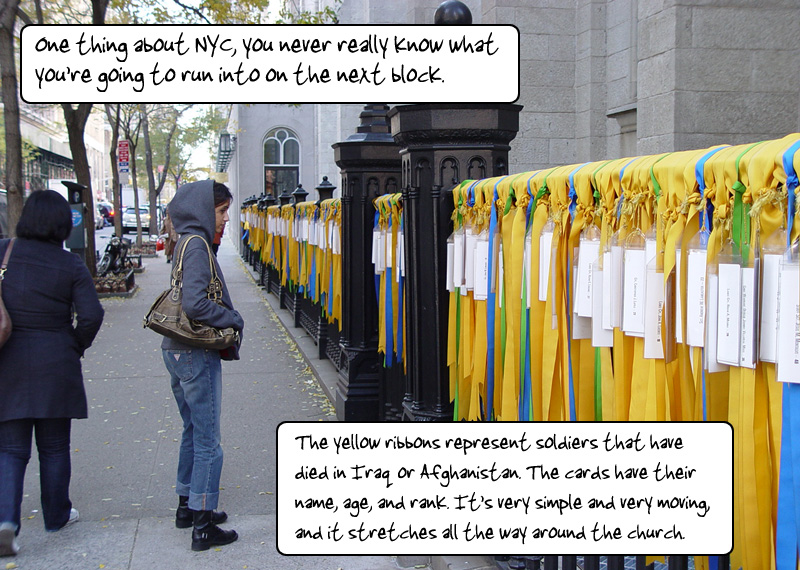 One thing about NYC, you never really know what
you're going to run into on the next block.
The yellow ribbons represent soldiers that have
died in Iraq or Afghanistan. The cards have their
name, age, and rank. It's very simple and very moving,
and it stretches all the way around the church.